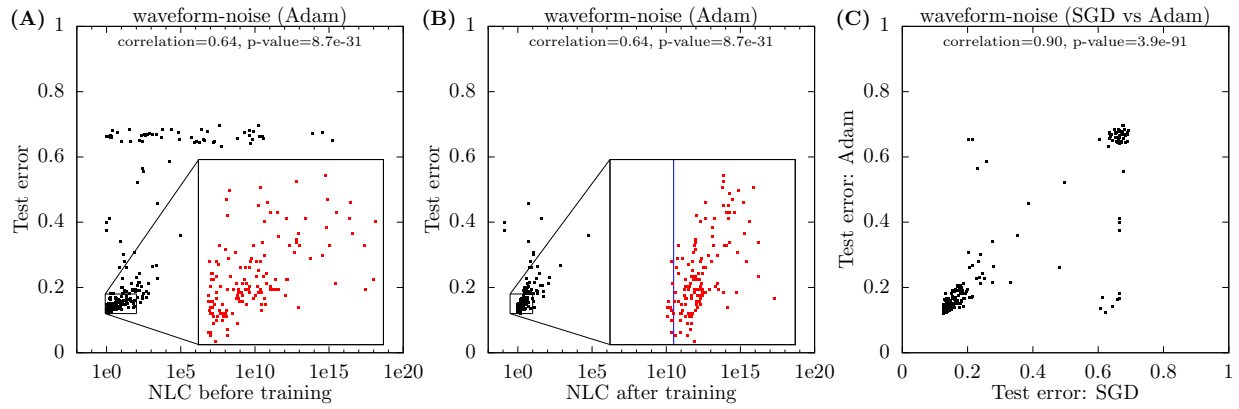 (A)
waveform-noise (Adam)
correlation=0.64, p-value=8.7e-31
Test error
1
0.8
0.6
0.4
0.2
0
1e0
1e5
1e10
1e15
1e20
NLC before training
(B)
waveform-noise (Adam)
correlation=0.64, p-value=8.7e-31
Test error
1
0.8
0.6
0.4
0.2
0
1e0
1e5
1e10
1e15
1e20
NLC after training
(C)
waveform-noise (SGD vs Adam)
correlation=0.90, p-value=3.9e-91
Test error: Adam
1
0.8
0.6
0.4
0.2
0
0
0.2
0.4
0.6
0.8
1
Test error: SGD